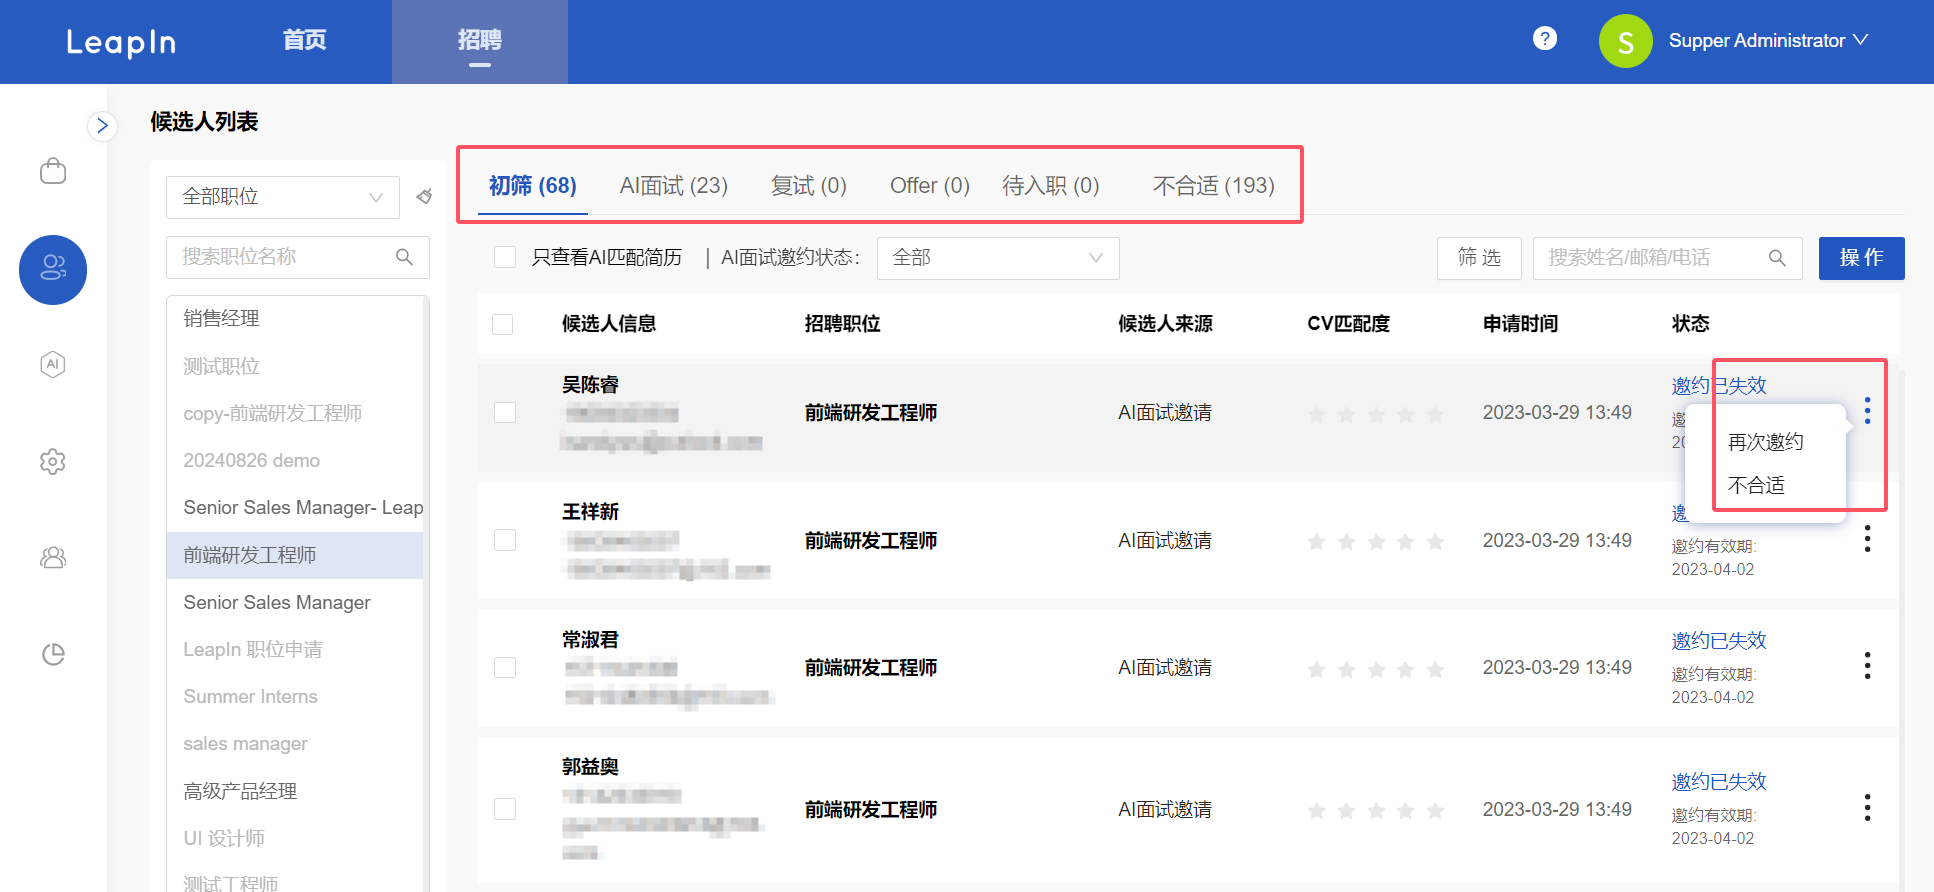 LeapIn
首页
招聘
?
S
Supper Administrator
候选人列表
全部职位
搜索职位名称
AI
销售经理
测试职位
copy-前端研发工程师
20240826 demo
Senior Sales Manager- Leap
前端研发工程师
Senior Sales Manager
LeapIn 职位申请
Summer Interns
sales manager
高级产品经理
UI 设计师
测试工程师
初筛 (68)
AI面试 (23)
复试 (0)
Offer (0)
待入职 (0)
不合适 (193)
只查看AI匹配简历
| AI面试邀约状态:
全部
筛 选
搜索姓名/邮箱/电话
操 作
候选人信息
招聘职位
候选人来源
CV匹配度
申请时间
状态
吴陈睿
前端研发工程师
AI面试邀请
2023-03-29 13:49
邀约已失效
邀
20
再次邀约
不合适
王祥新
前端研发工程师
AI面试邀请
2023-03-29 13:49
邀
邀约有效期:
2023-04-02
常淑君
前端研发工程师
AI面试邀请
2023-03-29 13:49
邀约已失效
邀约有效期:
2023-04-02
郭益奥
前端研发工程师
AI面试邀请
2023-03-29 13:49
邀约已失效
邀约有效期:
2023-04-02